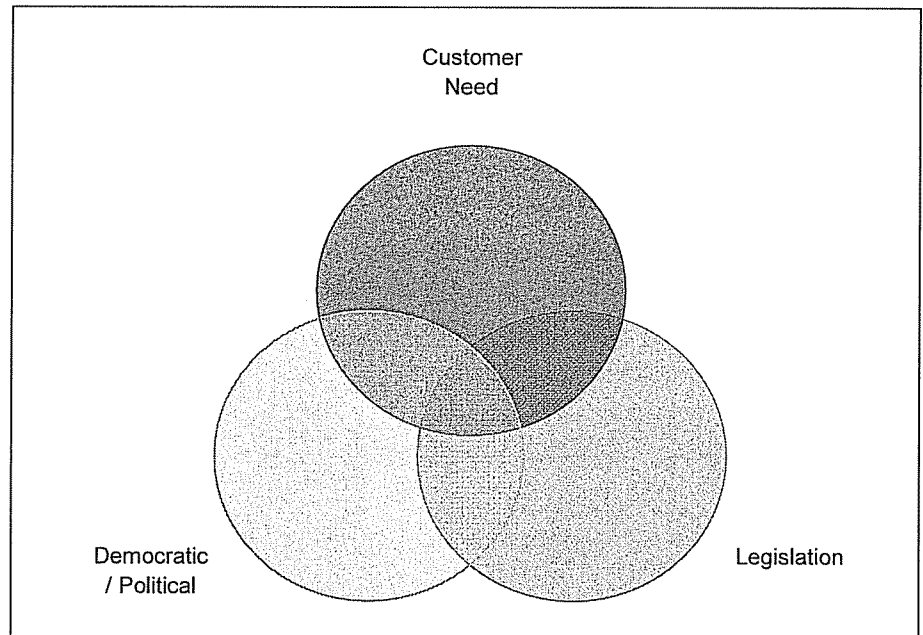 Customer
Need
Democratic
/ Political
Legislation